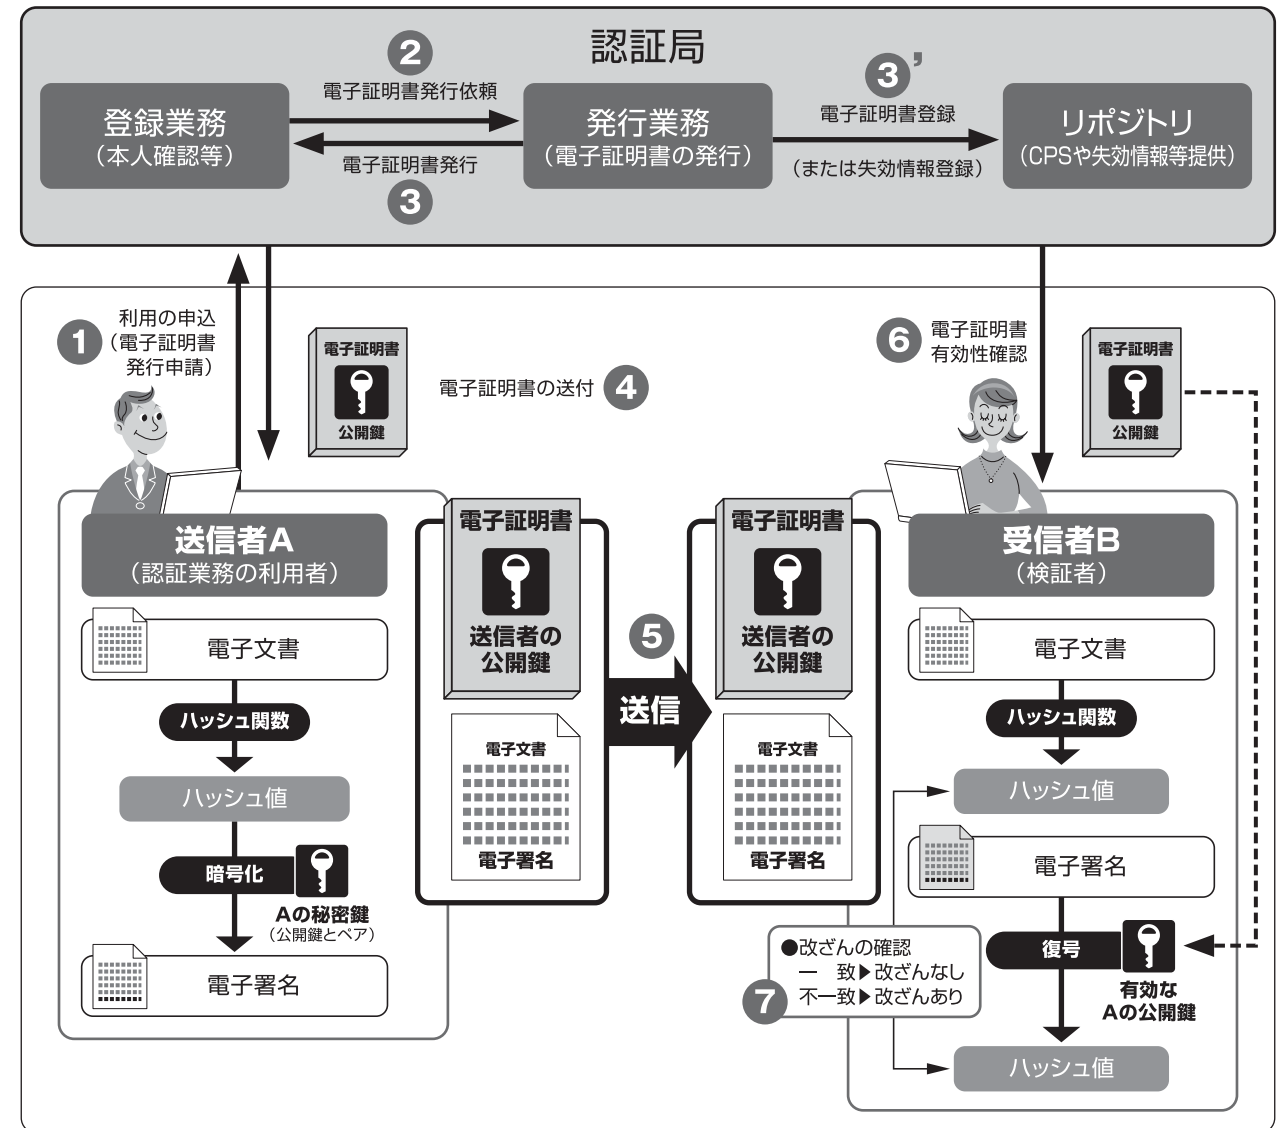 認証局
2
電子証明書発行依頼
3'
電子証明書登録
(または失効情報登録)
登録業務
(本人確認等)
発行業務
(電子証明書の発行)
リポジトリ
(CPSや失効情報等提供)
電子証明書発行
3
1
利用の申込
(電子証明書
発行申請)
電子証明書
公開鍵
電子証明書の送付
4
6
電子証明書
有効性確認
電子証明書
公開鍵
送信者A
(認証業務の利用者)
電子文書
ハッシュ関数
ハッシュ値
暗号化
Aの秘密鍵
(公開鍵とペア)
電子署名
電子証明書
送信者の
公開鍵
電子文書
電子署名
5
送信
電子証明書
送信者の
公開鍵
電子文書
電子署名
受信者B
(検証者)
電子文書
ハッシュ関数
ハッシュ値
電子署名
復号
有効な
Aの公開鍵
ハッシュ値
7
●改ざんの確認
一 致▶改ざんなし
不一致▶改ざんあり